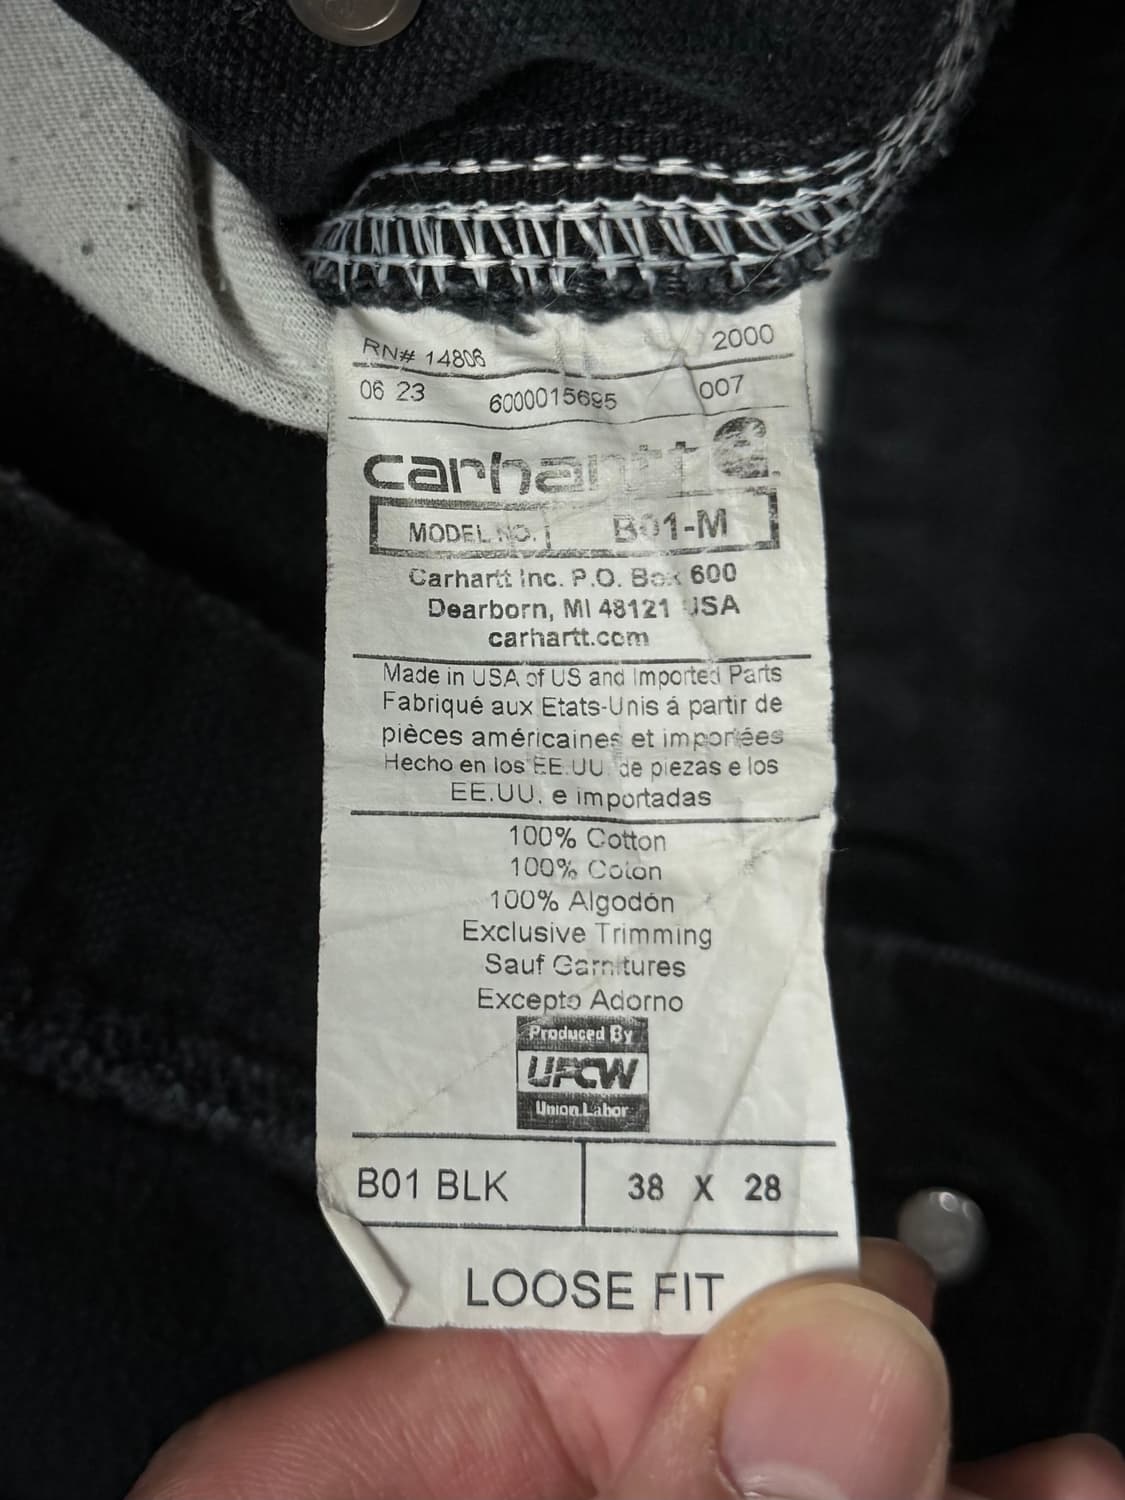 RN# 14806 2000
06 23 6000015695 007
carhartt
MODEL NO. B01-M
Carhartt Inc. P.O. Box 600
Dearborn, MI 48121 USA
carhartt.com
Made in USA of US and Imported Parts
Fabriqué aux Etats-Unis á partir de
pièces américaines et importées
Hecho en los EE.UU. de piezas e los
EE.UU. e importadas
100% Cotton
100% Coton
100% Algodón
Exclusive Trimming
Sauf Garnitures
Excepto Adorno
Produced By
UFCW
Union Labor
B01 BLK 38 X 28
LOOSE FIT